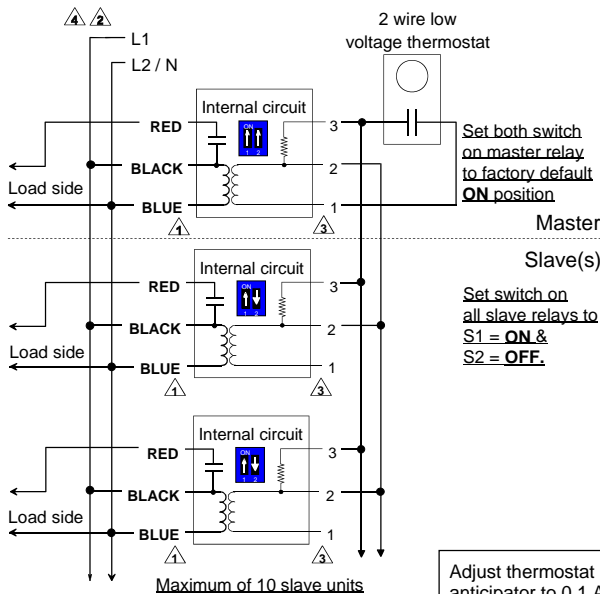 4 2
L1
L2 / N
2 wire low
voltage thermostat
Internal circuit
ON
1 2
RED
BLACK
BLUE
3
2
1
Load side
1
3
Set both switch
on master relay
to factory default
ON position
Master
Slave(s)
Internal circuit
ON
1 2
RED
BLACK
BLUE
3
2
1
Load side
1
3
Set switch on
all slave relays to
S1 = ON &
S2 = OFF.
Internal circuit
ON
1 2
RED
BLACK
BLUE
3
2
1
Load side
1
3
Maximum of 10 slave units
Adjust thermostat
anticipator to 0.1 A